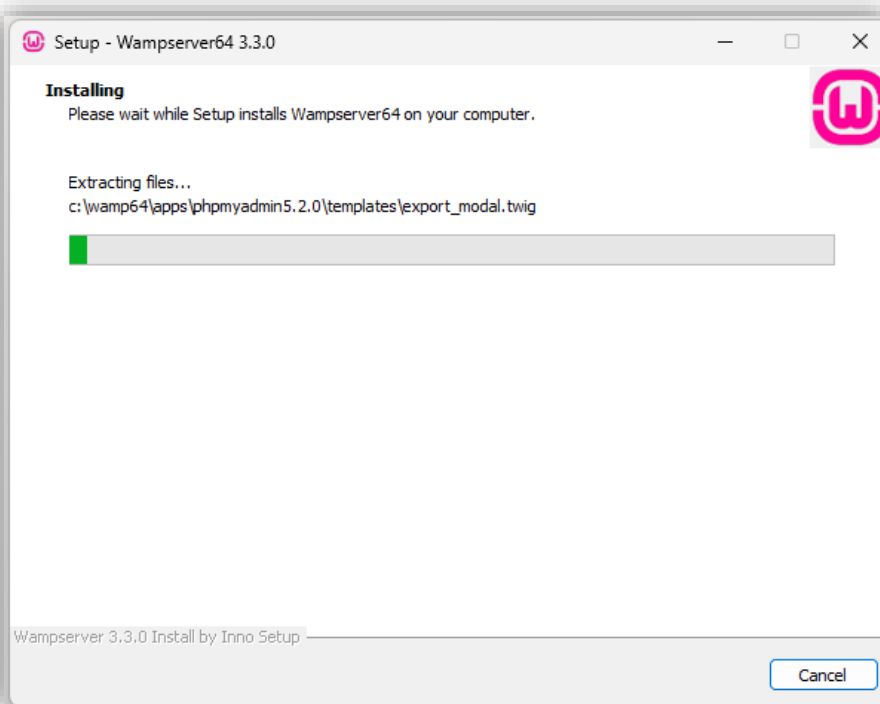 Setup - Wampserver64 3.3.0
Installing
Please wait while Setup installs Wampserver64 on your computer.
Extracting files...
c:\wamp64\apps\phpmyadmin5.2.0\templates\export_modal.twig
Wampserver 3.3.0 Install by Inno Setup
Cancel